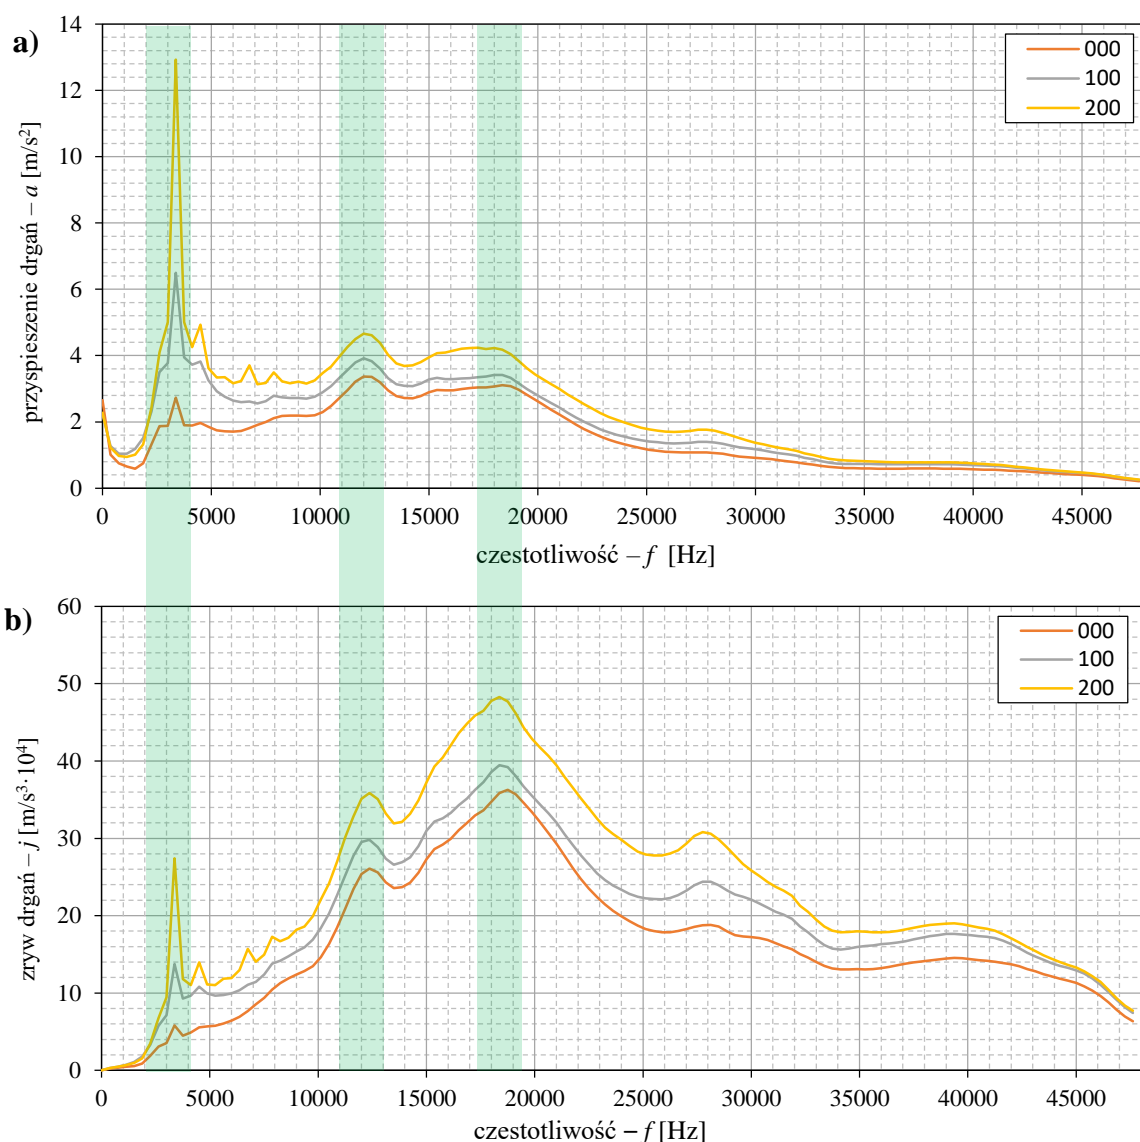 a)
14
12
10
8
6
4
2
0
przyspieszenie drgań – a [m/s²]
000
100
200
0 5000 10000 15000 20000 25000 30000 35000 40000 45000
czestotliwość – f [Hz]
b)
60
50
40
30
20
10
0
zryw drgań – j [m/s³·10⁴]
000
100
200
0 5000 10000 15000 20000 25000 30000 35000 40000 45000
czestotliwość – f [Hz]